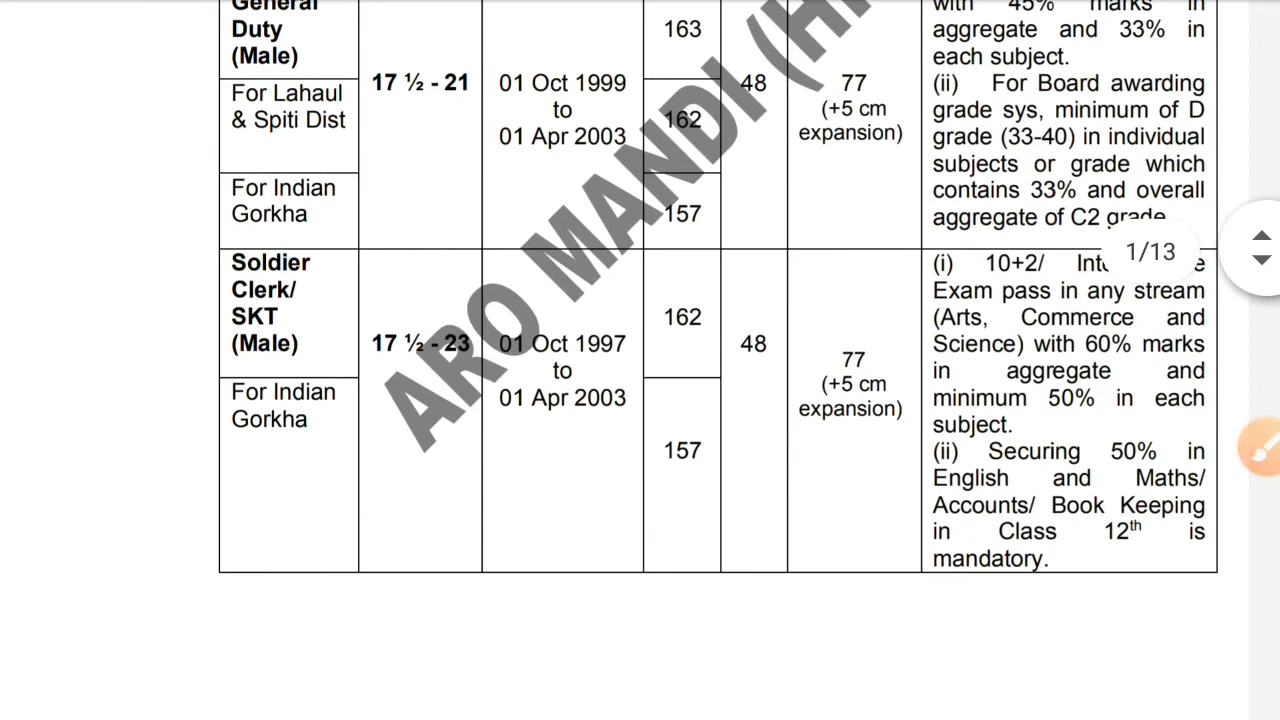 General
Duty
(Male)
For Lahaul
& Spiti Dist
For Indian
Gorkha
17 ½ - 21
01 Oct 1999
to
01 Apr 2003
163
162
157
48
77
(+5 cm
expansion)
with 45% marks in
aggregate and 33% in
each subject.
(ii) For Board awarding
grade sys, minimum of D
grade (33-40) in individual
subjects or grade which
contains 33% and overall
aggregate of C2 grade
Soldier
Clerk/
SKT
(Male)
For Indian
Gorkha
17 ½ - 23
01 Oct 1997
to
01 Apr 2003
162
157
48
77
(+5 cm
expansion)
(i) 10+2/
Exam pass in any stream
(Arts, Commerce and
Science) with 60% marks
in aggregate and
minimum 50% in each
subject.
(ii) Securing 50% in
English and Maths/
Accounts/ Book Keeping
in Class 12th is
mandatory.
1/13
ARO MANDI (H